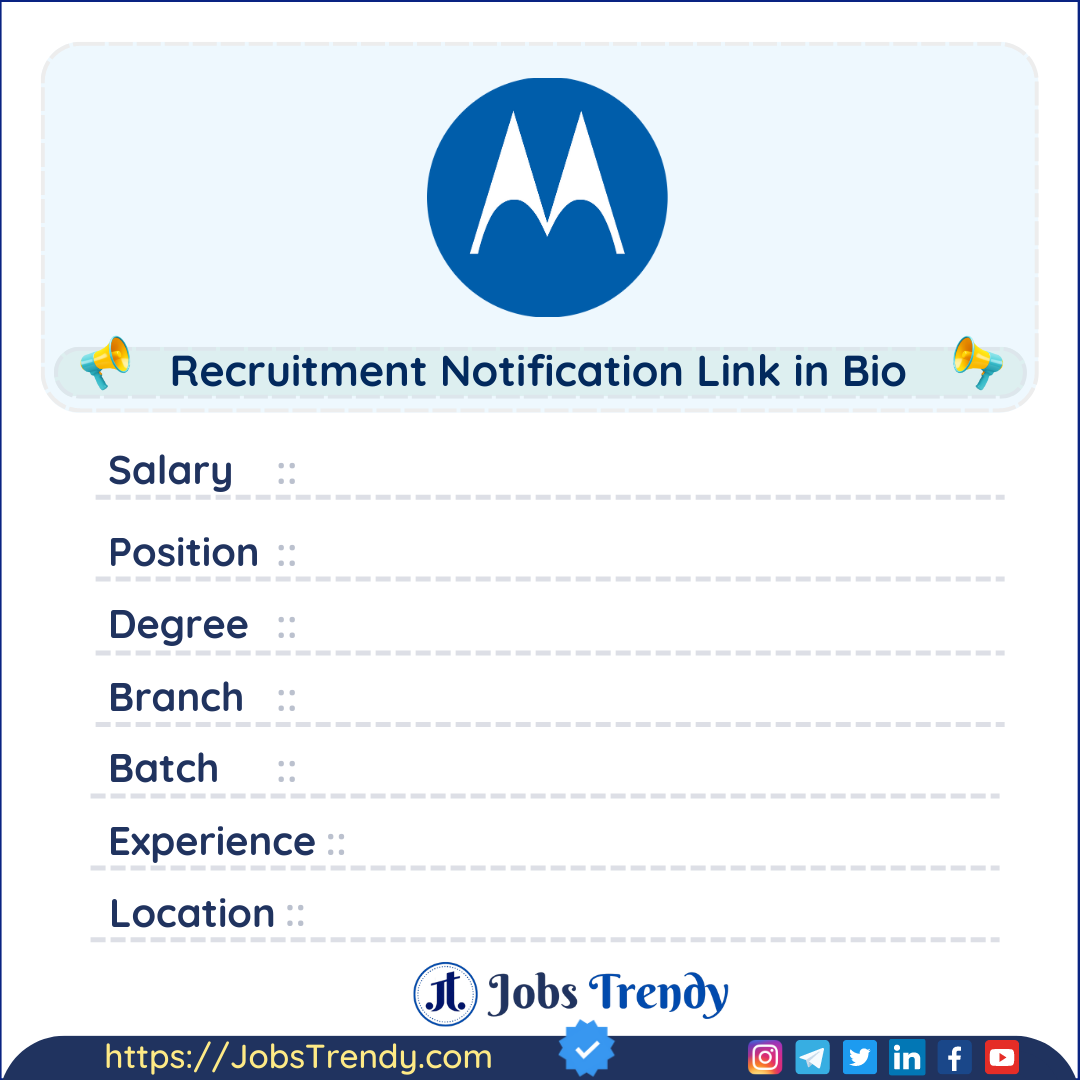 Recruitment Notification Link in Bio
Salary ::
Position ::
Degree ::
Branch ::
Batch ::
Experience ::
Location ::
Jobs Trendy
https://JobsTrendy.com